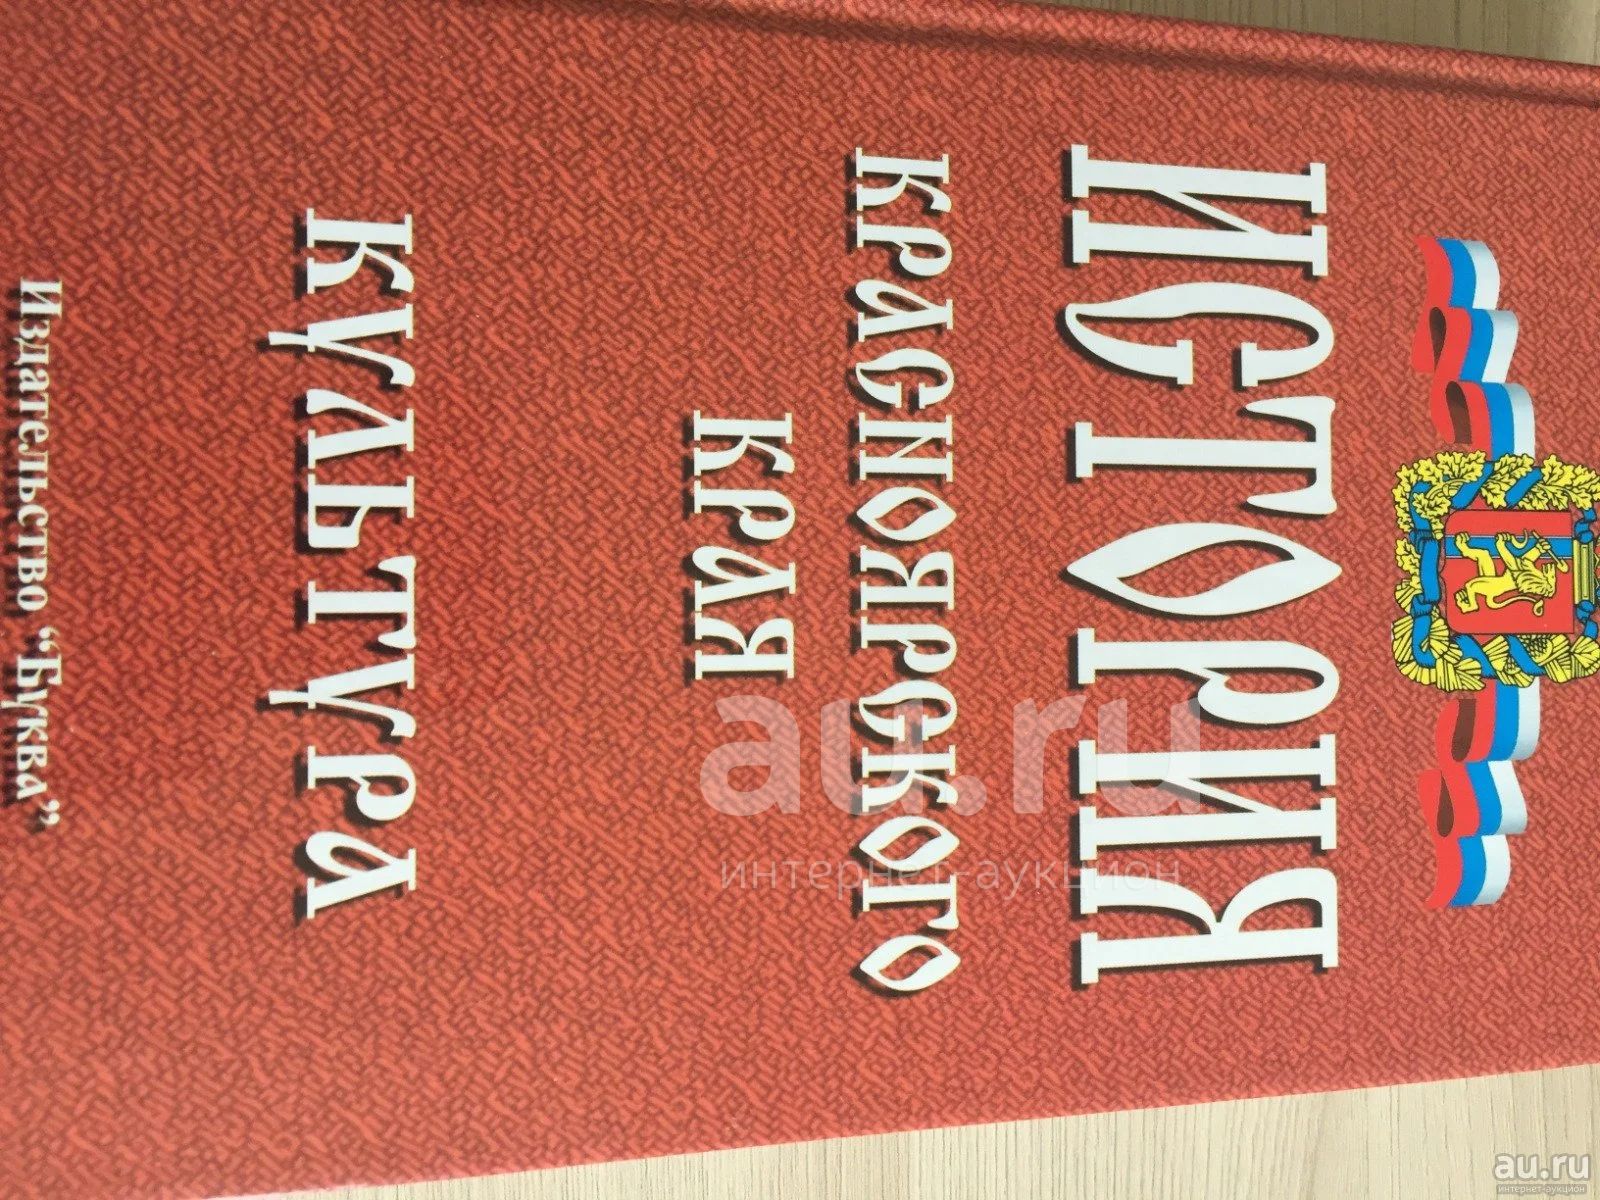 ИСТОРИЯ
КРАСНОЯРСКОГО
КРАЯ
КУЛЬТУРА
Издательство “Буква”
au.ru
интернет-аукцион
au.ru
интернет-аукцион